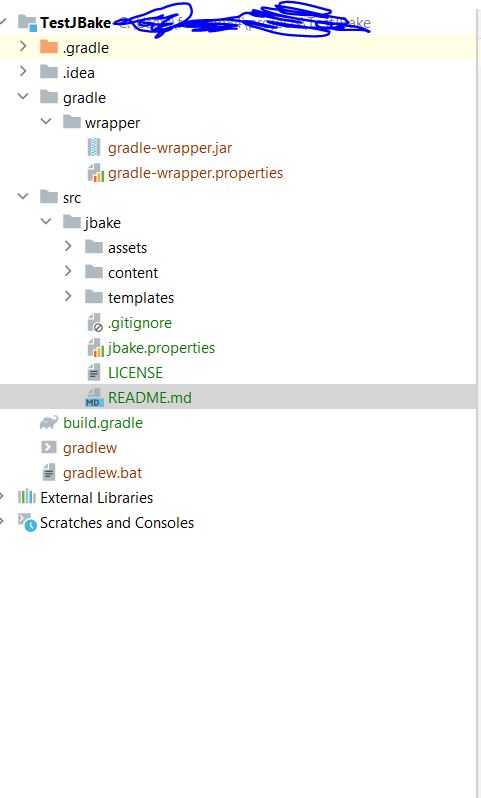 TestJBake
.gradle
.idea
gradle
wrapper
gradle-wrapper.jar
gradle-wrapper.properties
src
jbake
assets
content
templates
.gitignore
jbake.properties
LICENSE
MD README.md
build.gradle
gradlew
gradlew.bat
External Libraries
Scratches and Consoles